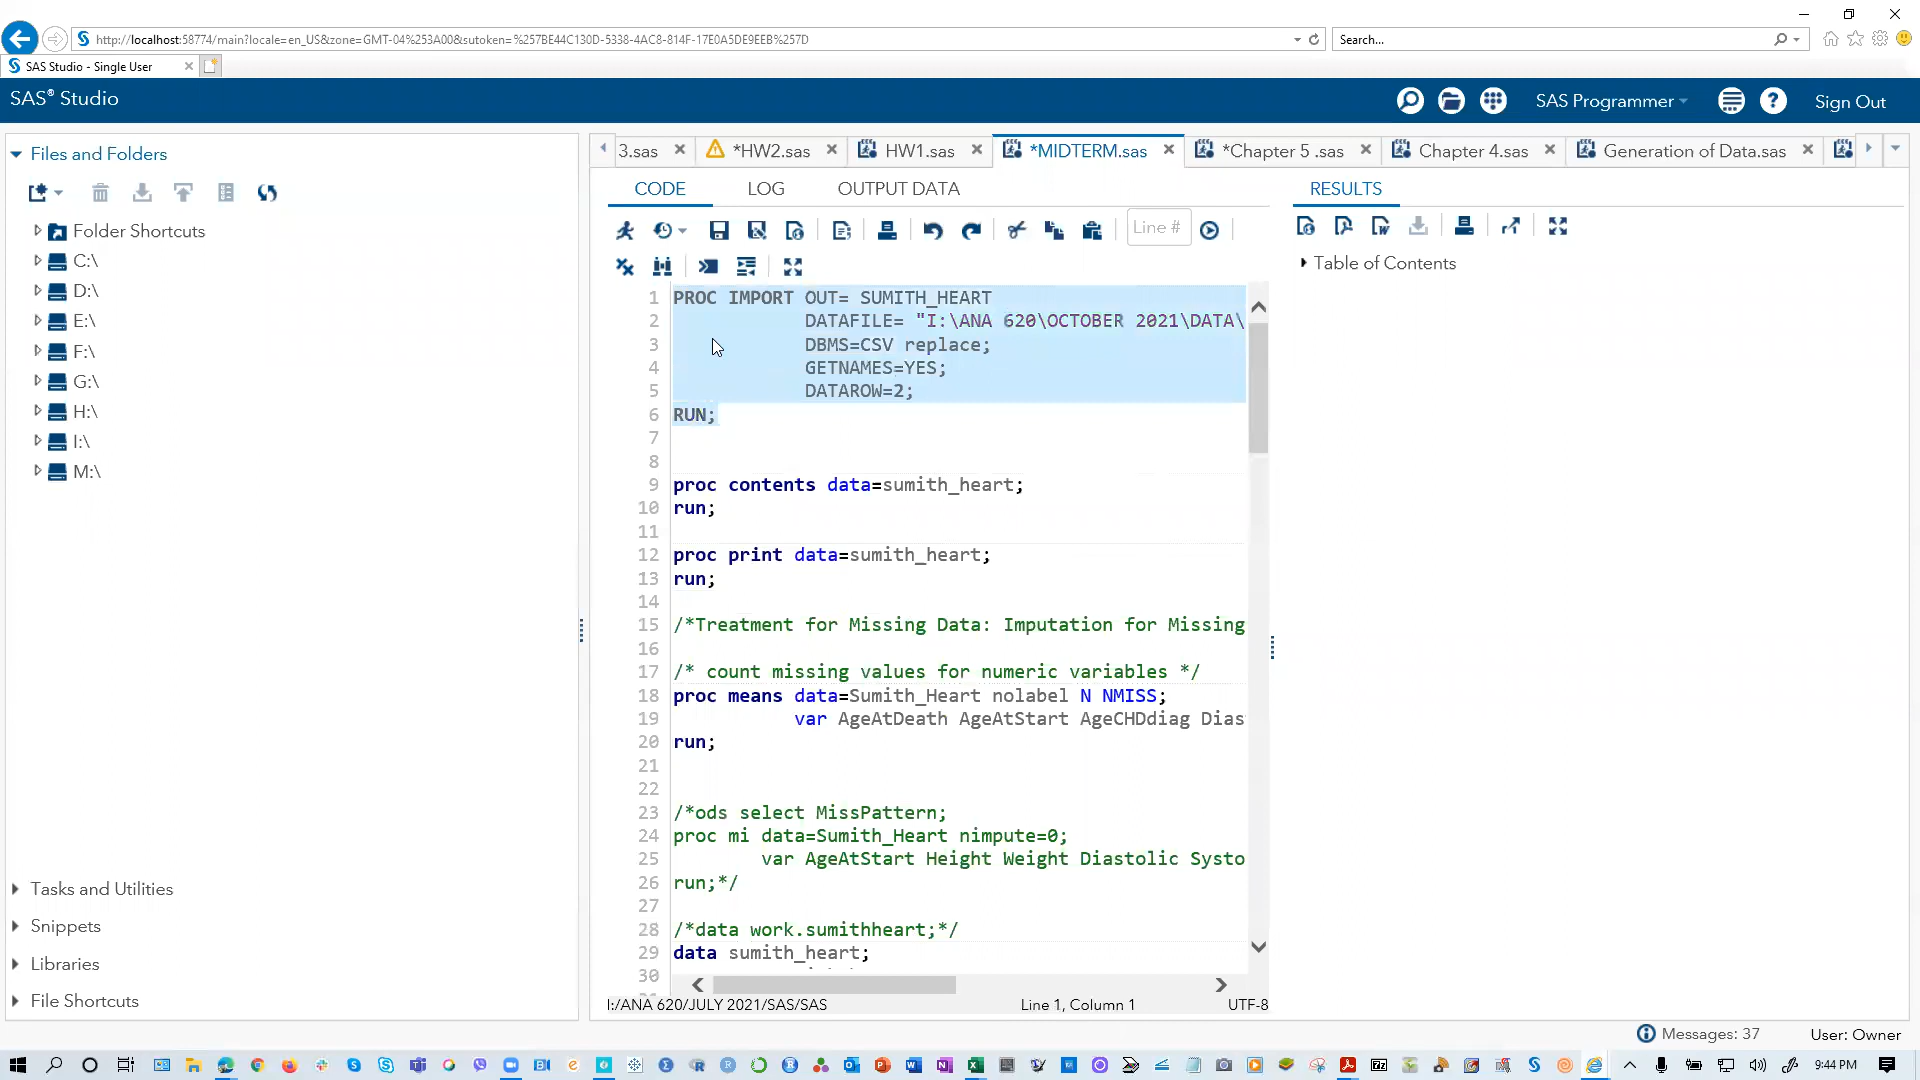 http://localhost:58774/main?locale=en_US&zone=GMT-04%253A00&sutoken=%257BE44C130D-5338-4AC8-814F-17E0A5DE9EEB%257D
Search...
SAS Studio - Single User
SAS® Studio
SAS Programmer
Sign Out
Files and Folders
Folder Shortcuts
C:\
D:\
E:\
F:\
G:\
H:\
I:\
M:\
Tasks and Utilities
Snippets
Libraries
File Shortcuts
3.sas
*HW2.sas
HW1.sas
*MIDTERM.sas
*Chapter 5 .sas
Chapter 4.sas
Generation of Data.sas
CODE
LOG
OUTPUT DATA
Line #
1 PROC IMPORT OUT= SUMITH_HEART
2 DATAFILE= "I:\ANA 620\OCTOBER 2021\DATA\
3 DBMS=CSV replace;
4 GETNAMES=YES;
5 DATAROW=2;
6 RUN;
7
8
9 proc contents data=sumith_heart;
10 run;
11
12 proc print data=sumith_heart;
13 run;
14
15 /*Treatment for Missing Data: Imputation for Missing
16
17 /* count missing values for numeric variables */
18 proc means data=Sumith_Heart nolabel N NMISS;
19 var AgeAtDeath AgeAtStart AgeCHDdiag Dias
20 run;
21
22
23 /*ods select MissPattern;
24 proc mi data=Sumith_Heart nimpute=0;
25 var AgeAtStart Height Weight Diastolic Systo
26 run;*/
27
28 /*data work.sumithheart;*/
29 data sumith_heart;
30
I:/ANA 620/JULY 2021/SAS/SAS
Line 1, Column 1
UTF-8
RESULTS
Table of Contents
Messages: 37
User: Owner
9:44 PM